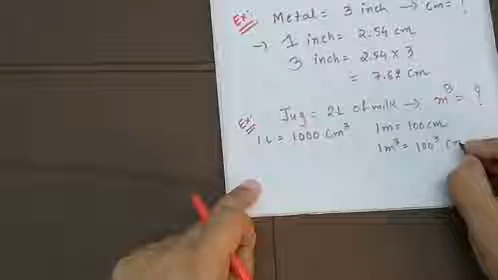 Ex: Metal = 3 inch → cm = ?
→ 1 inch = 2.54 cm
3 inch = 2.54 x 3
= 7.62 cm
Ex: Jug = 2L of milk → m³ = ?
1L = 1000 cm³
1m = 100 cm
1m³ = 100³